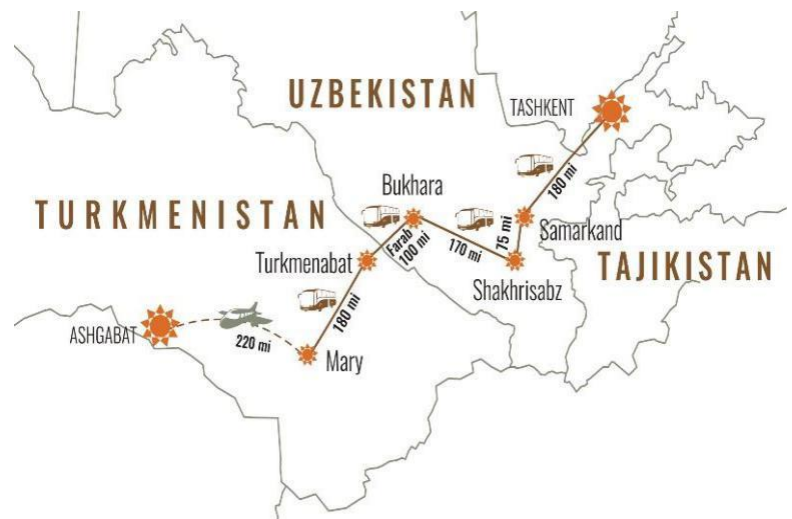 UZBEKISTAN
TASHKENT
180 mi
Bukhara
TURKMENISTAN
Farab
100 mi
170 mi
75 mi
Samarkand
Turkmenabat
Shakhrisabz
TAJIKISTAN
180 mi
ASHGABAT
220 mi
Mary